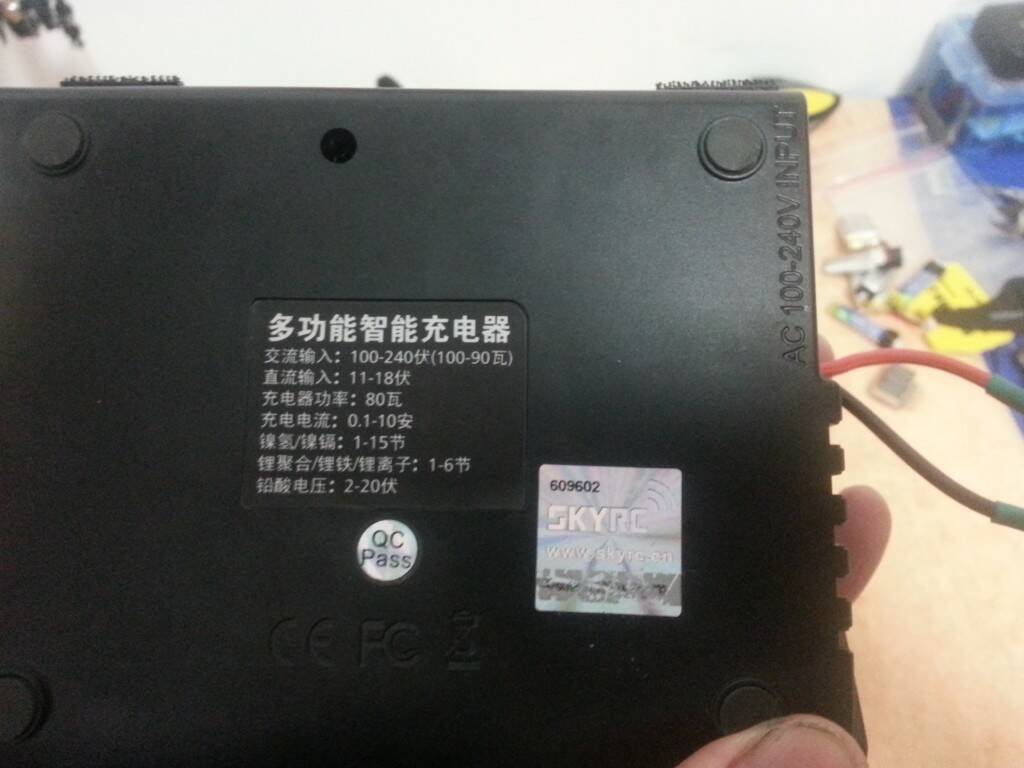 AC 100-240V INPUT
多功能智能充电器
交流输入：100-240伏(100-90瓦)
直流输入：11-18伏
充电器功率：80瓦
充电电流：0.1-10安
镍氢/镍镉：1-15节
锂聚合/锂铁/锂离子：1-6节
铅酸电压：2-20伏
609602
SKYRC
www.skyrc.cn
QC
Pass
CE FC